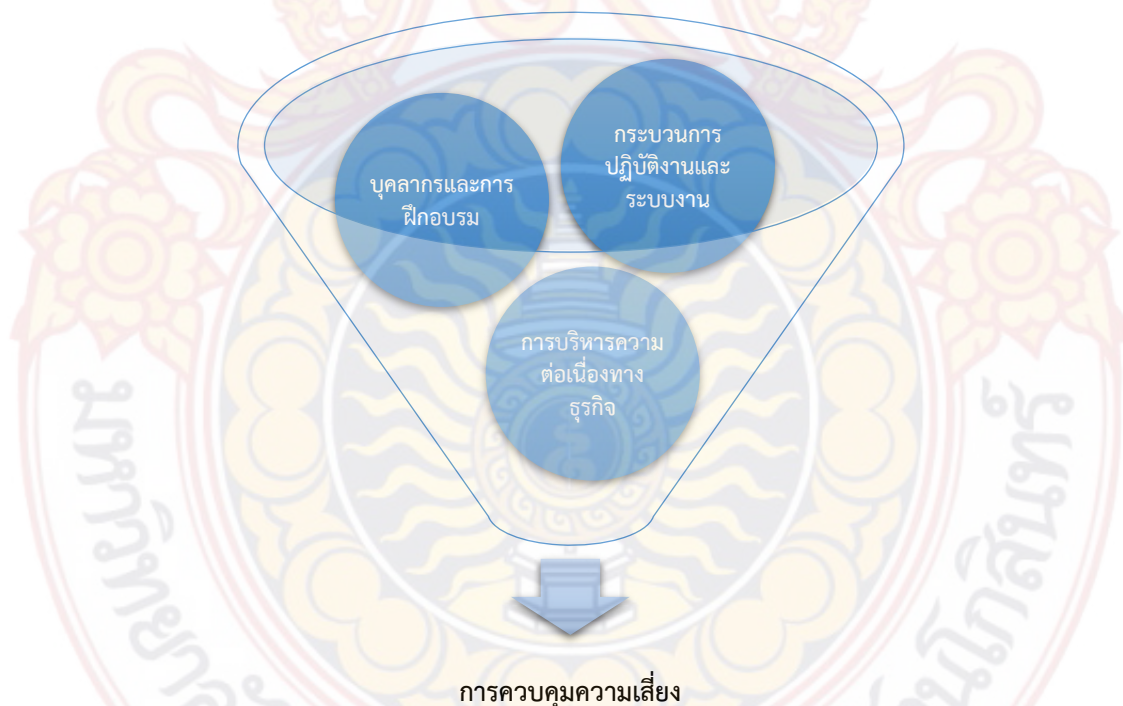 บุคลากรและการ
ฝึกอบรม
กระบวนการ
ปฏิบัติงานและ
ระบบงาน
การบริหารความ
ต่อเนื่องทาง
ธุรกิจ
การควบคุมความเสี่ยง